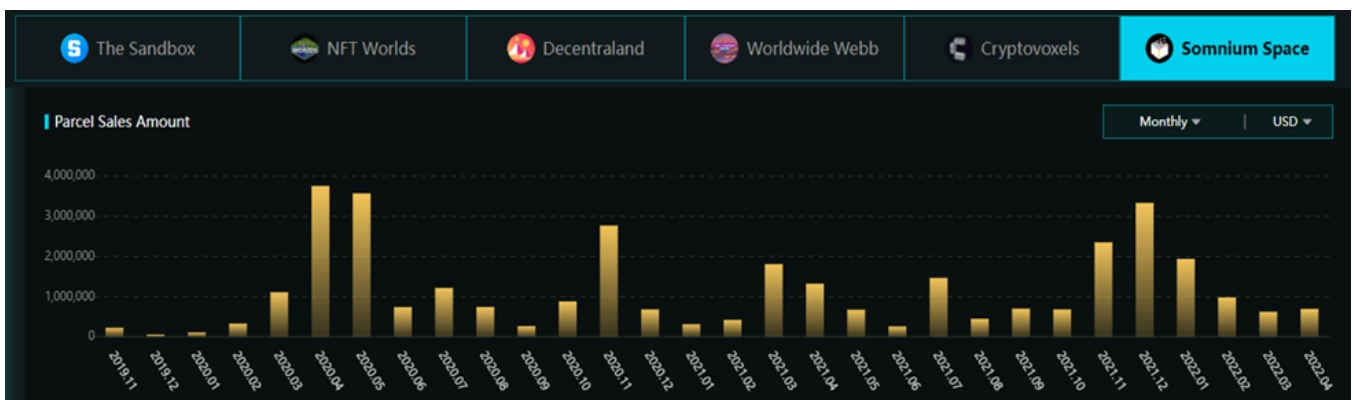 The Sandbox NFT Worlds Decentraland Worldwide Webb Cryptovoxels Somnium Space
Parcel Sales Amount Monthly | USD
4,000,000
3,000,000
2,000,000
1,000,000
0
2019.11 2019.12 2020.01 2020.02 2020.03 2020.04 2020.05 2020.06 2020.07 2020.08 2020.09 2020.10 2020.11 2020.12 2021.01 2021.02 2021.03 2021.04 2021.05 2021.06 2021.07 2021.08 2021.09 2021.10 2021.11 2021.12 2022.01 2022.02 2022.03 2022.04